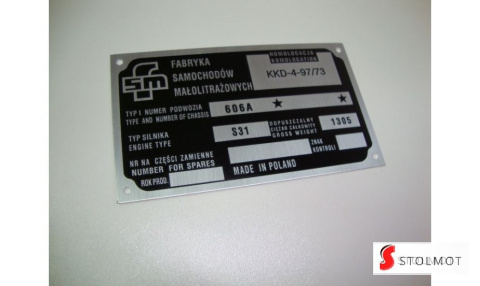 FSM
FABRYKA
SAMOCHODÓW
MAŁOLITRAŻOWYCH
HOMOLOGACJA
HOMOLOGATION
KKD-4-97/73
TYP I NUMER PODWOZIA
TYPE AND NUMBER OF CHASSIS
606A ★ ★
TYP SILNIKA
ENGINE TYPE
S31
DOPUSZCZALNY
CIĘŻAR CAŁKOWITY
GROSS WEIGHT
1305
NR NA CZĘŚCI ZAMIENNE
NUMBER FOR SPARES
ZNAK
KONTROLI
ROK PROD.
MADE IN POLAND
STOLMOT